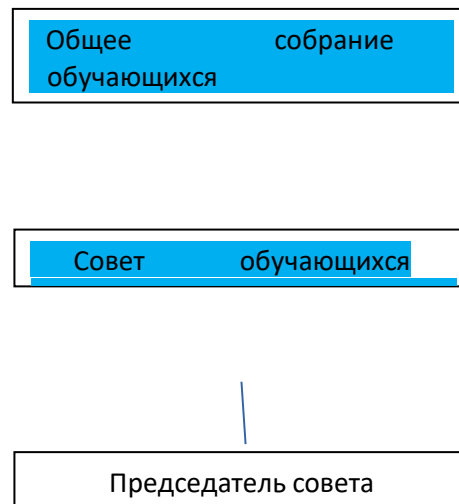 Общее собрание
обучающихся
Совет обучающихся
Председатель совета